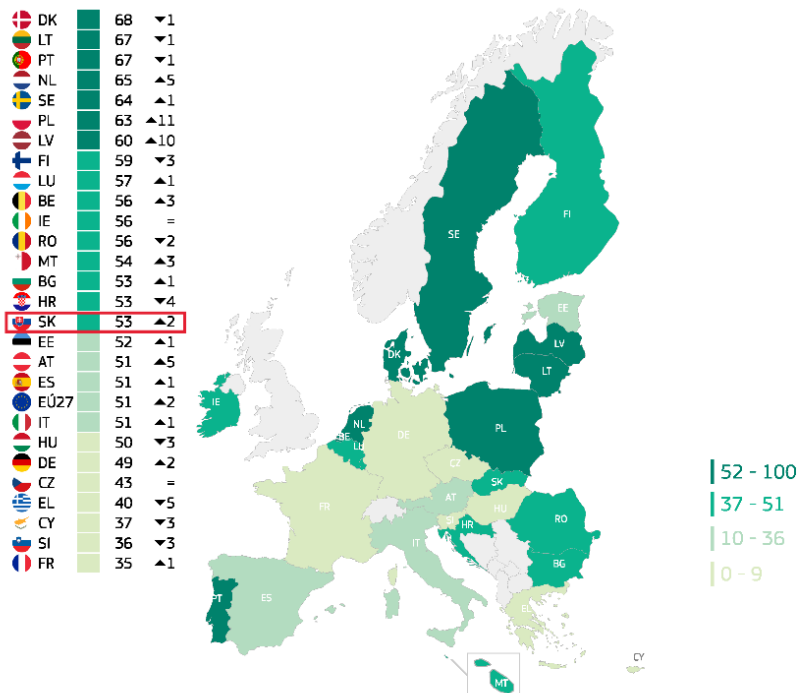 DK 68 ▼1
LT 67 ▼1
PT 67 ▼1
NL 65 ▲5
SE 64 ▲1
PL 63 ▲11
LV 60 ▲10
FI 59 ▼3
LU 57 ▲1
BE 56 ▲3
IE 56 =
RO 56 ▼2
MT 54 ▲3
BG 53 ▲1
HR 53 ▼4
SK 53 ▲2
EE 52 ▲1
AT 51 ▲5
ES 51 ▲1
EÚ27 51 ▲2
IT 51 ▲1
HU 50 ▼3
DE 49 ▲2
CZ 43 =
EL 40 ▼5
CY 37 ▼3
SI 36 ▼3
FR 35 ▲1
SE
FI
EE
LV
LT
DK
IE
NL
BE
LU
DE
PL
CZ
SK
AT
HU
FR
SI
HR
RO
IT
BG
PT
ES
EL
CY
MT
52 - 100
37 - 51
10 - 36
0 - 9